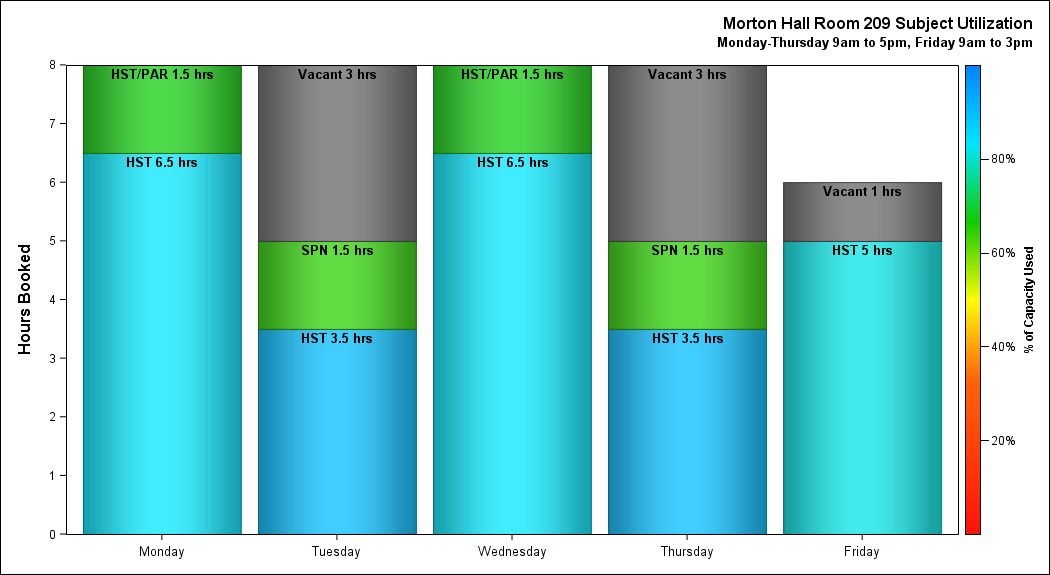 Morton Hall Room 209 Subject Utilization
Monday-Thursday 9am to 5pm, Friday 9am to 3pm
Hours Booked
8
7
6
5
4
3
2
1
0
HST/PAR 1.5 hrs
HST 6.5 hrs
Vacant 3 hrs
SPN 1.5 hrs
HST 3.5 hrs
HST/PAR 1.5 hrs
HST 6.5 hrs
Vacant 3 hrs
SPN 1.5 hrs
HST 3.5 hrs
Vacant 1 hrs
HST 5 hrs
Monday
Tuesday
Wednesday
Thursday
Friday
80%
60%
40%
20%
% of Capacity Used